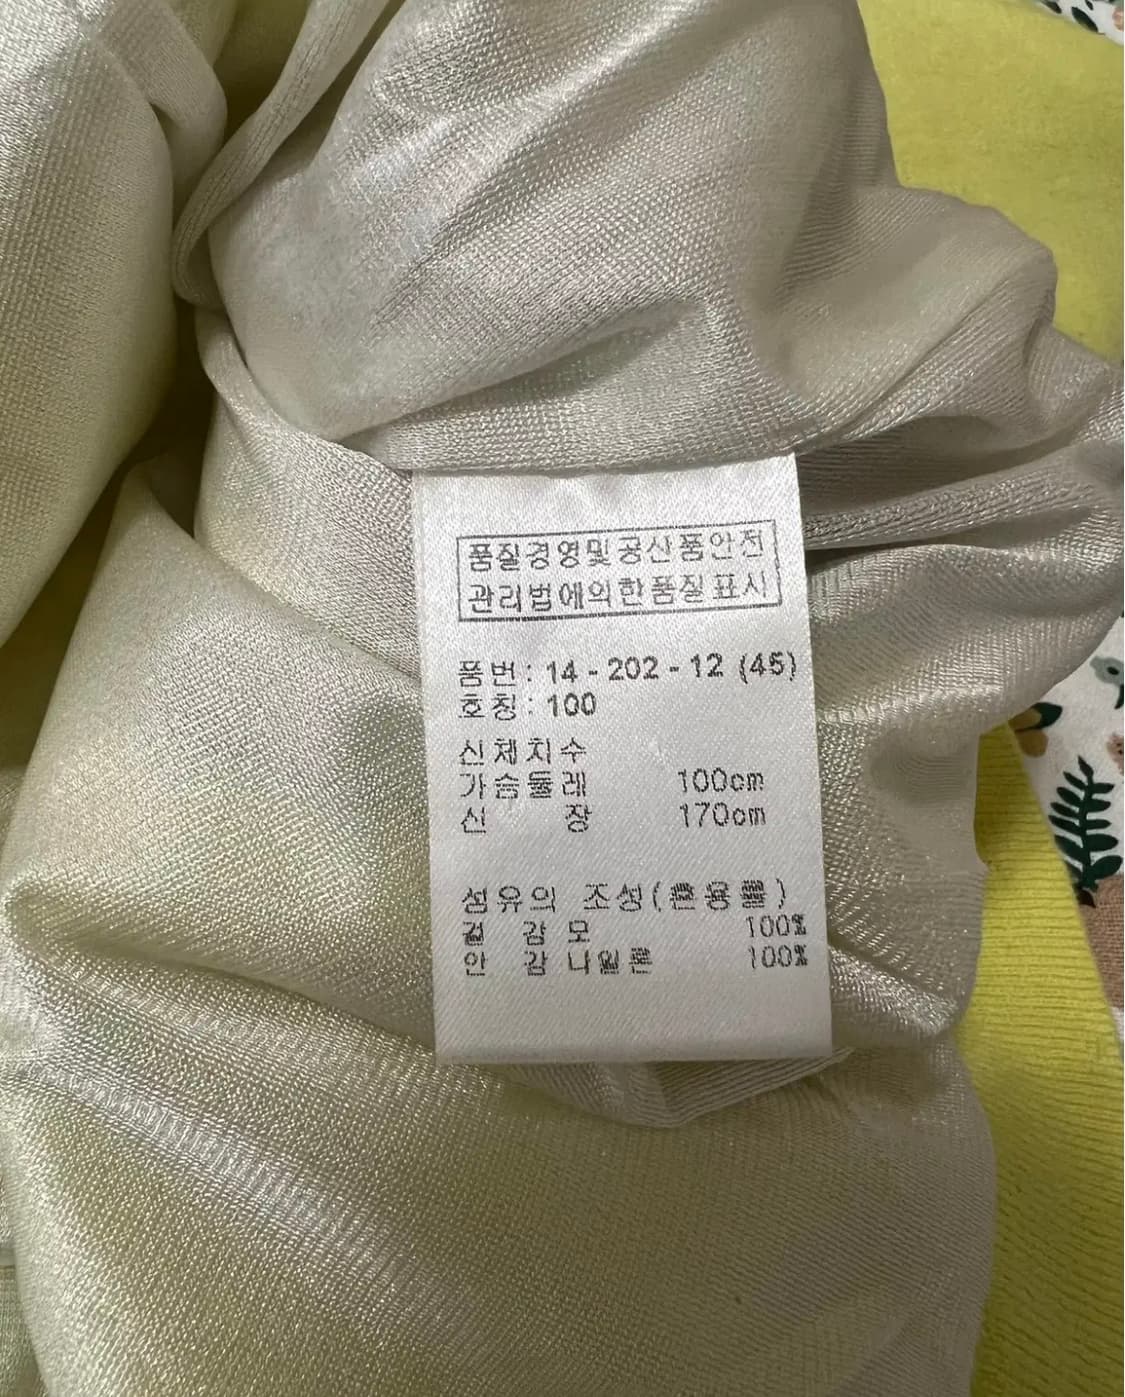 품질경영및공산품안전
관리법에의한품질표시
품번: 14 - 202 - 12 (45)
호칭: 100
신체치수
가슴둘레 100cm
신 장 170cm
섬유의 조성(혼용률)
겉 감 모 100%
안 감 나일론 100%